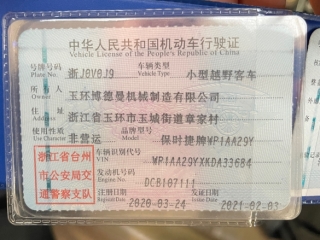 中华人民共和国机动车行驶证
Vehicle License of the People's Republic of China
号牌号码 浙J8V8J9 车辆类型 小型越野客车
Plate No. Vehicle Type
所有人 玉环博德曼机械制造有限公司
Owner
住址 浙江省玉环市玉城街道章家村
Address
使用性质 非营运 品牌型号 保时捷牌WP1AA29Y
Use Character Model
浙江省台州
市公安局交
通警察支队
车辆识别代号 WP1AA29YXKDA33684
VIN
发动机号码 DCB107111
Engine No.
注册日期 2020-03-24 发证日期 2021-02-03
Register Date Issue Date